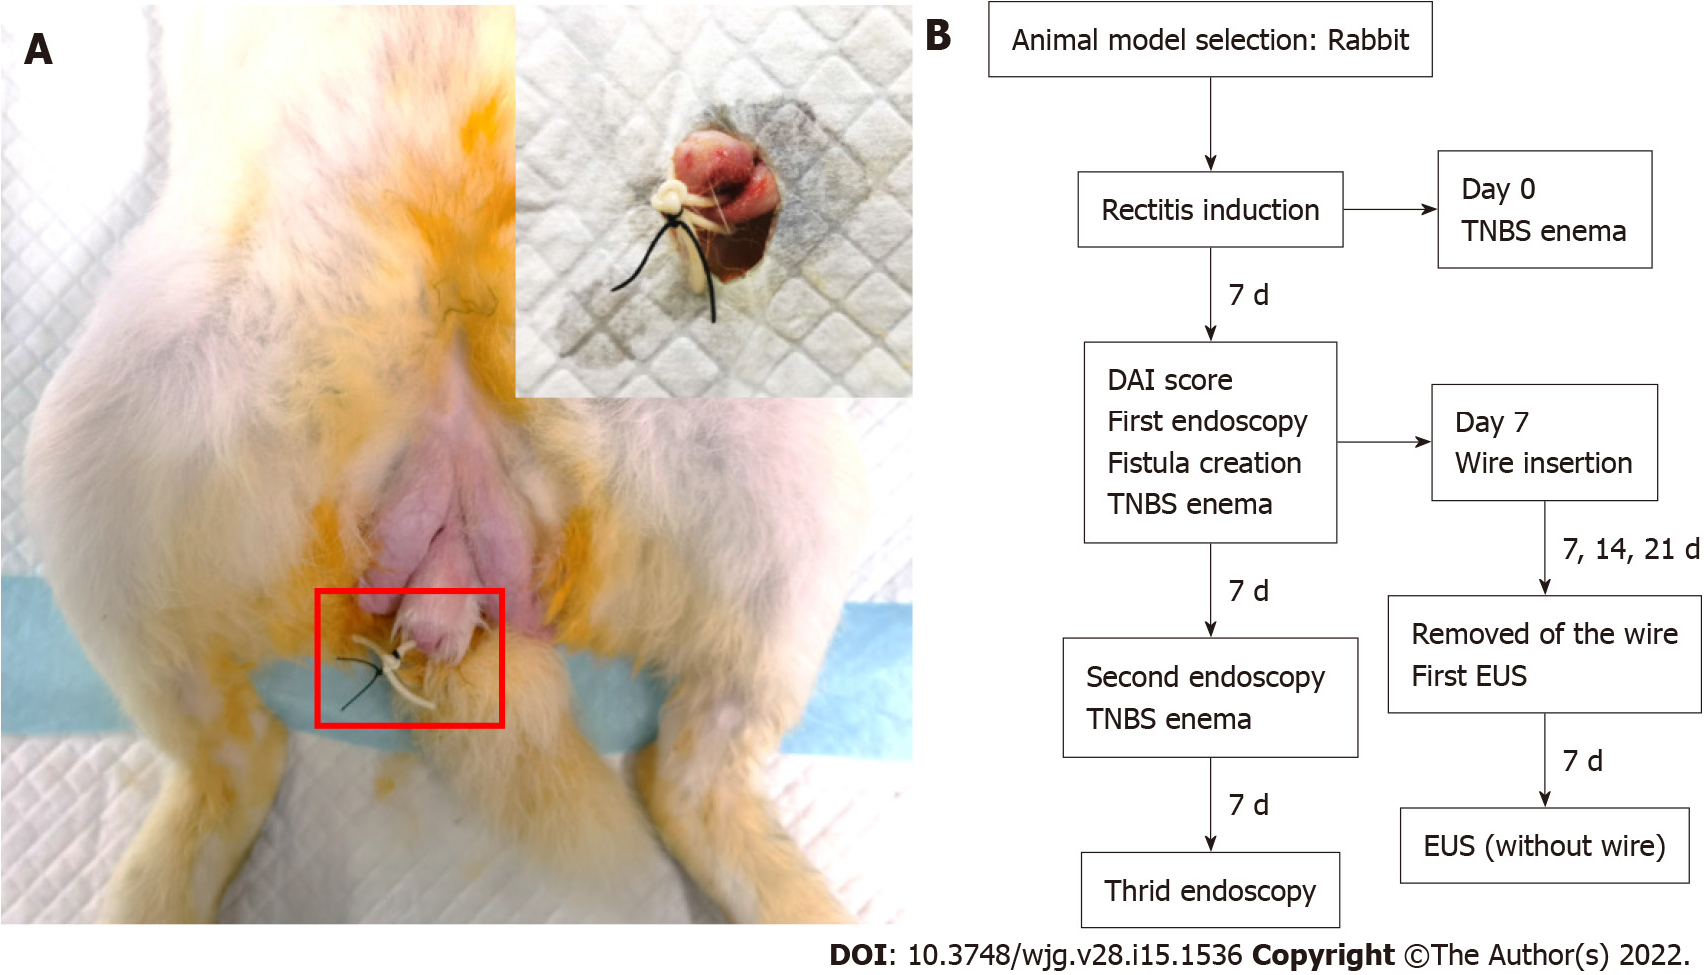 A
B
Animal model selection: Rabbit
Rectitis induction
Day 0
TNBS enema
7 d
DAI score
First endoscopy
Fistula creation
TNBS enema
Day 7
Wire insertion
7, 14, 21 d
7 d
Removed of the wire
First EUS
Second endoscopy
TNBS enema
7 d
7 d
EUS (without wire)
Thrid endoscopy
DOI: 10.3748/wjg.v28.i15.1536 Copyright ©The Author(s) 2022.